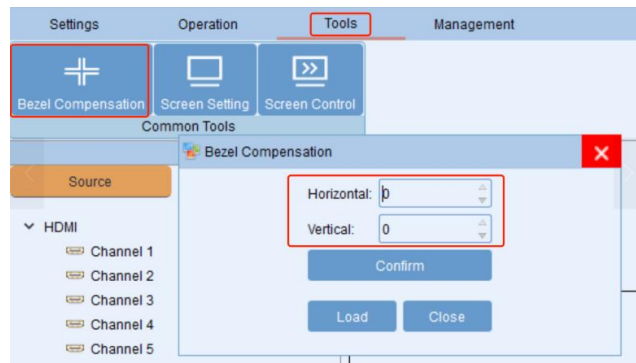 Settings Operation Tools Management
Bezel Compensation Screen Setting Screen Control
Common Tools
Bezel Compensation
Source
Horizontal: 0
Vertical: 0
HDMI
Confirm
Channel 1
Channel 2
Channel 3
Load Close
Channel 4
Channel 5